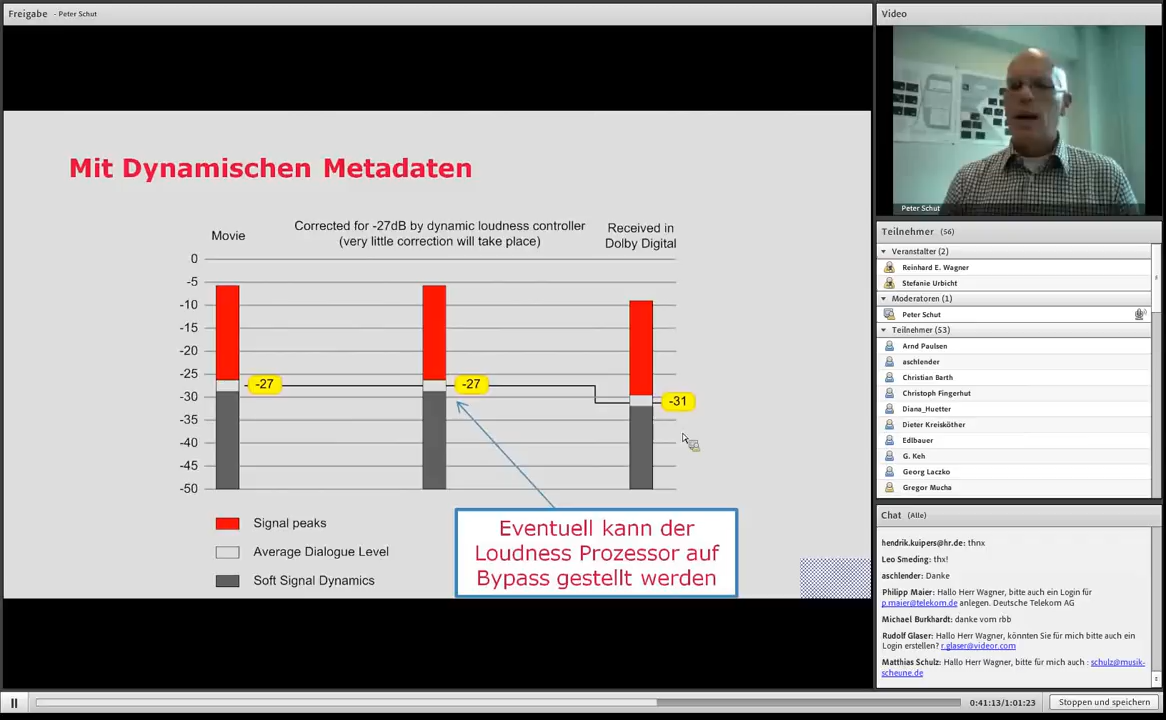 Freigabe - Peter Schut
Mit Dynamischen Metadaten
Movie
Corrected for -27dB by dynamic loudness controller
(very little correction will take place)
Received in
Dolby Digital
0
-5
-10
-15
-20
-25
-30
-35
-40
-45
-50
-27
-27
-31
Signal peaks
Average Dialogue Level
Soft Signal Dynamics
Eventuell kann der
Loudness Prozessor auf
Bypass gestellt werden
Video
Peter Schut
Teilnehmer (56)
Veranstalter (2)
Reinhard E. Wagner
Stefanie Urbicht
Moderatoren (1)
Peter Schut
Teilnehmer (53)
Arnd Paulsen
aschlender
Christian Barth
Christoph Fingerhut
Diana_Huetter
Dieter Kreisköther
Edlbauer
G. Keh
Georg Laczko
Gregor Mucha
Chat (Alle)
hendrik.kuipers@hr.de: thnx
Leo Smeding: thx!
aschlender: Danke
Philipp Maier: Hallo Herr Wagner, bitte auch ein Login für
p.maier@telekom.de anlegen. Deutsche Telekom AG
Michael Burkhardt: danke vom rbb
Rudolf Glaser: Hallo Herr Wagner, könnten Sie für mich bitte auch ein
Login erstellen? r.glaser@videor.com
Matthias Schulz: Hallo Herr Wagner, bitte für mich auch : schulz@musik-
scheune.de
0:41:13/1:01:23
Stoppen und speichern